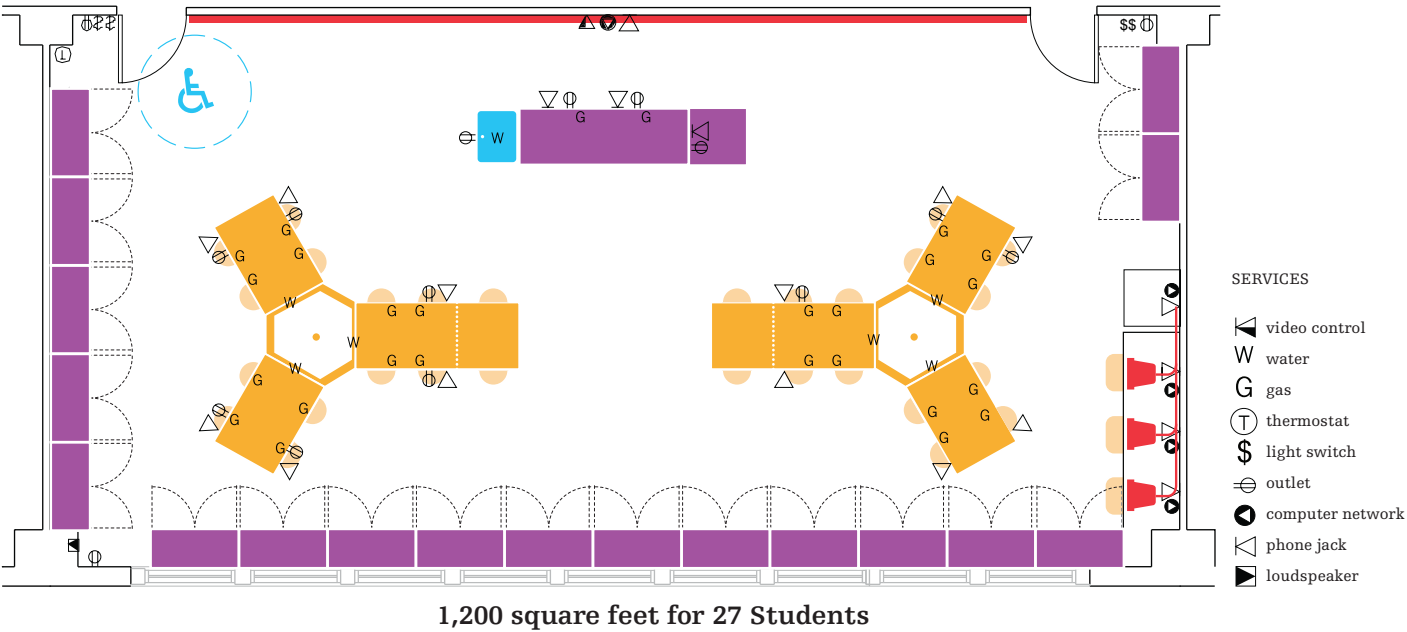 $$
$$
T
W
G
G
G
G
G
G
W
G G
W
G G
W
G
G
G
G
G
G
G
G
W
G G
W
G G
W
G
G
G
G
SERVICES
video control
W water
G gas
T thermostat
$ light switch
outlet
computer network
phone jack
loudspeaker
1,200 square feet for 27 Students